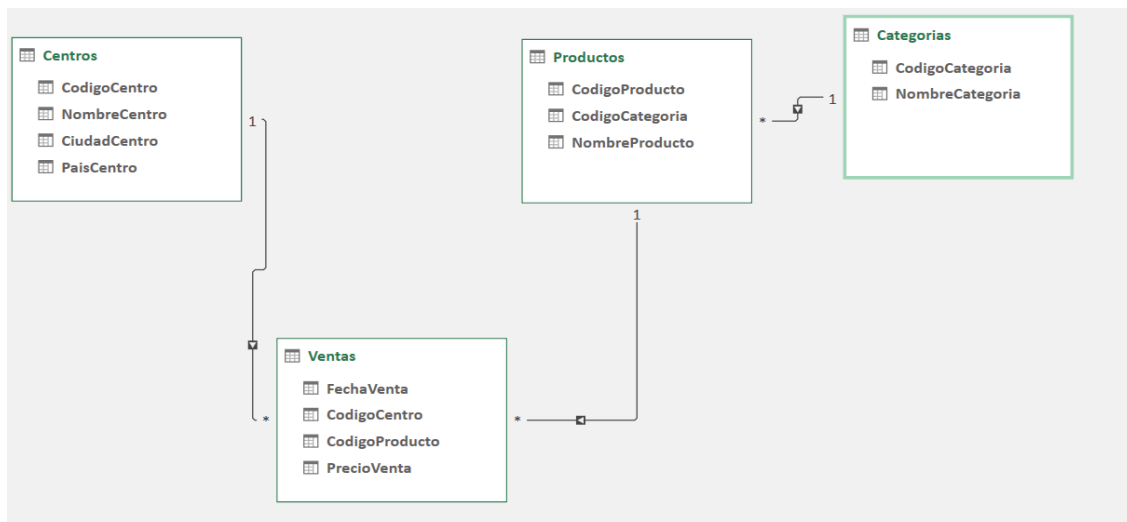 Centros
CodigoCentro
NombreCentro
CiudadCentro
PaisCentro
1
Productos
CodigoProducto
CodigoCategoria
NombreProducto
*
1
1
Categorias
CodigoCategoria
NombreCategoria
Ventas
FechaVenta
CodigoCentro
CodigoProducto
PrecioVenta
*
*